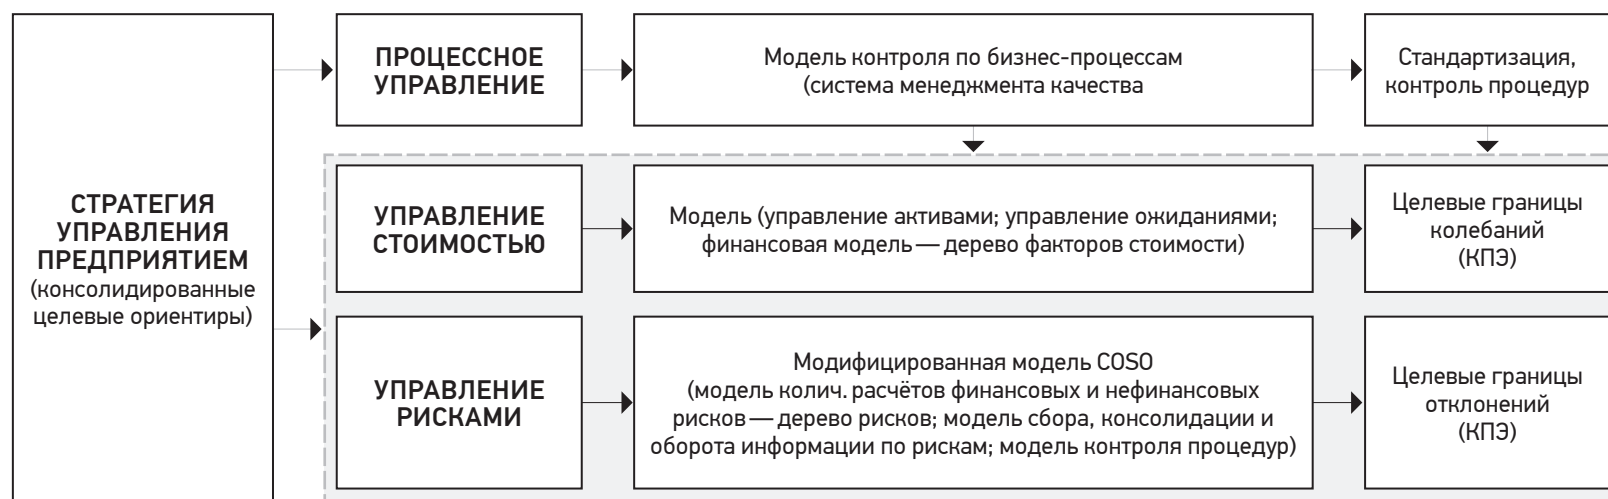 СТРАТЕГИЯ
УПРАВЛЕНИЯ
ПРЕДПРИЯТИЕМ
(консолидированные
целевые ориентиры)
ПРОЦЕССНОЕ
УПРАВЛЕНИЕ
Модель контроля по бизнес-процессам
(система менеджмента качества
Стандартизация,
контроль процедур
УПРАВЛЕНИЕ
СТОИМОСТЬЮ
Модель (управление активами; управление ожиданиями;
финансовая модель — дерево факторов стоимости)
Целевые границы
колебаний
(КПЭ)
УПРАВЛЕНИЕ
РИСКАМИ
Модифицированная модель COSO
(модель колич. расчётов финансовых и нефинансовых
рисков — дерево рисков; модель сбора, консолидации и
оборота информации по рискам; модель контроля процедур)
Целевые границы
отклонений
(КПЭ)